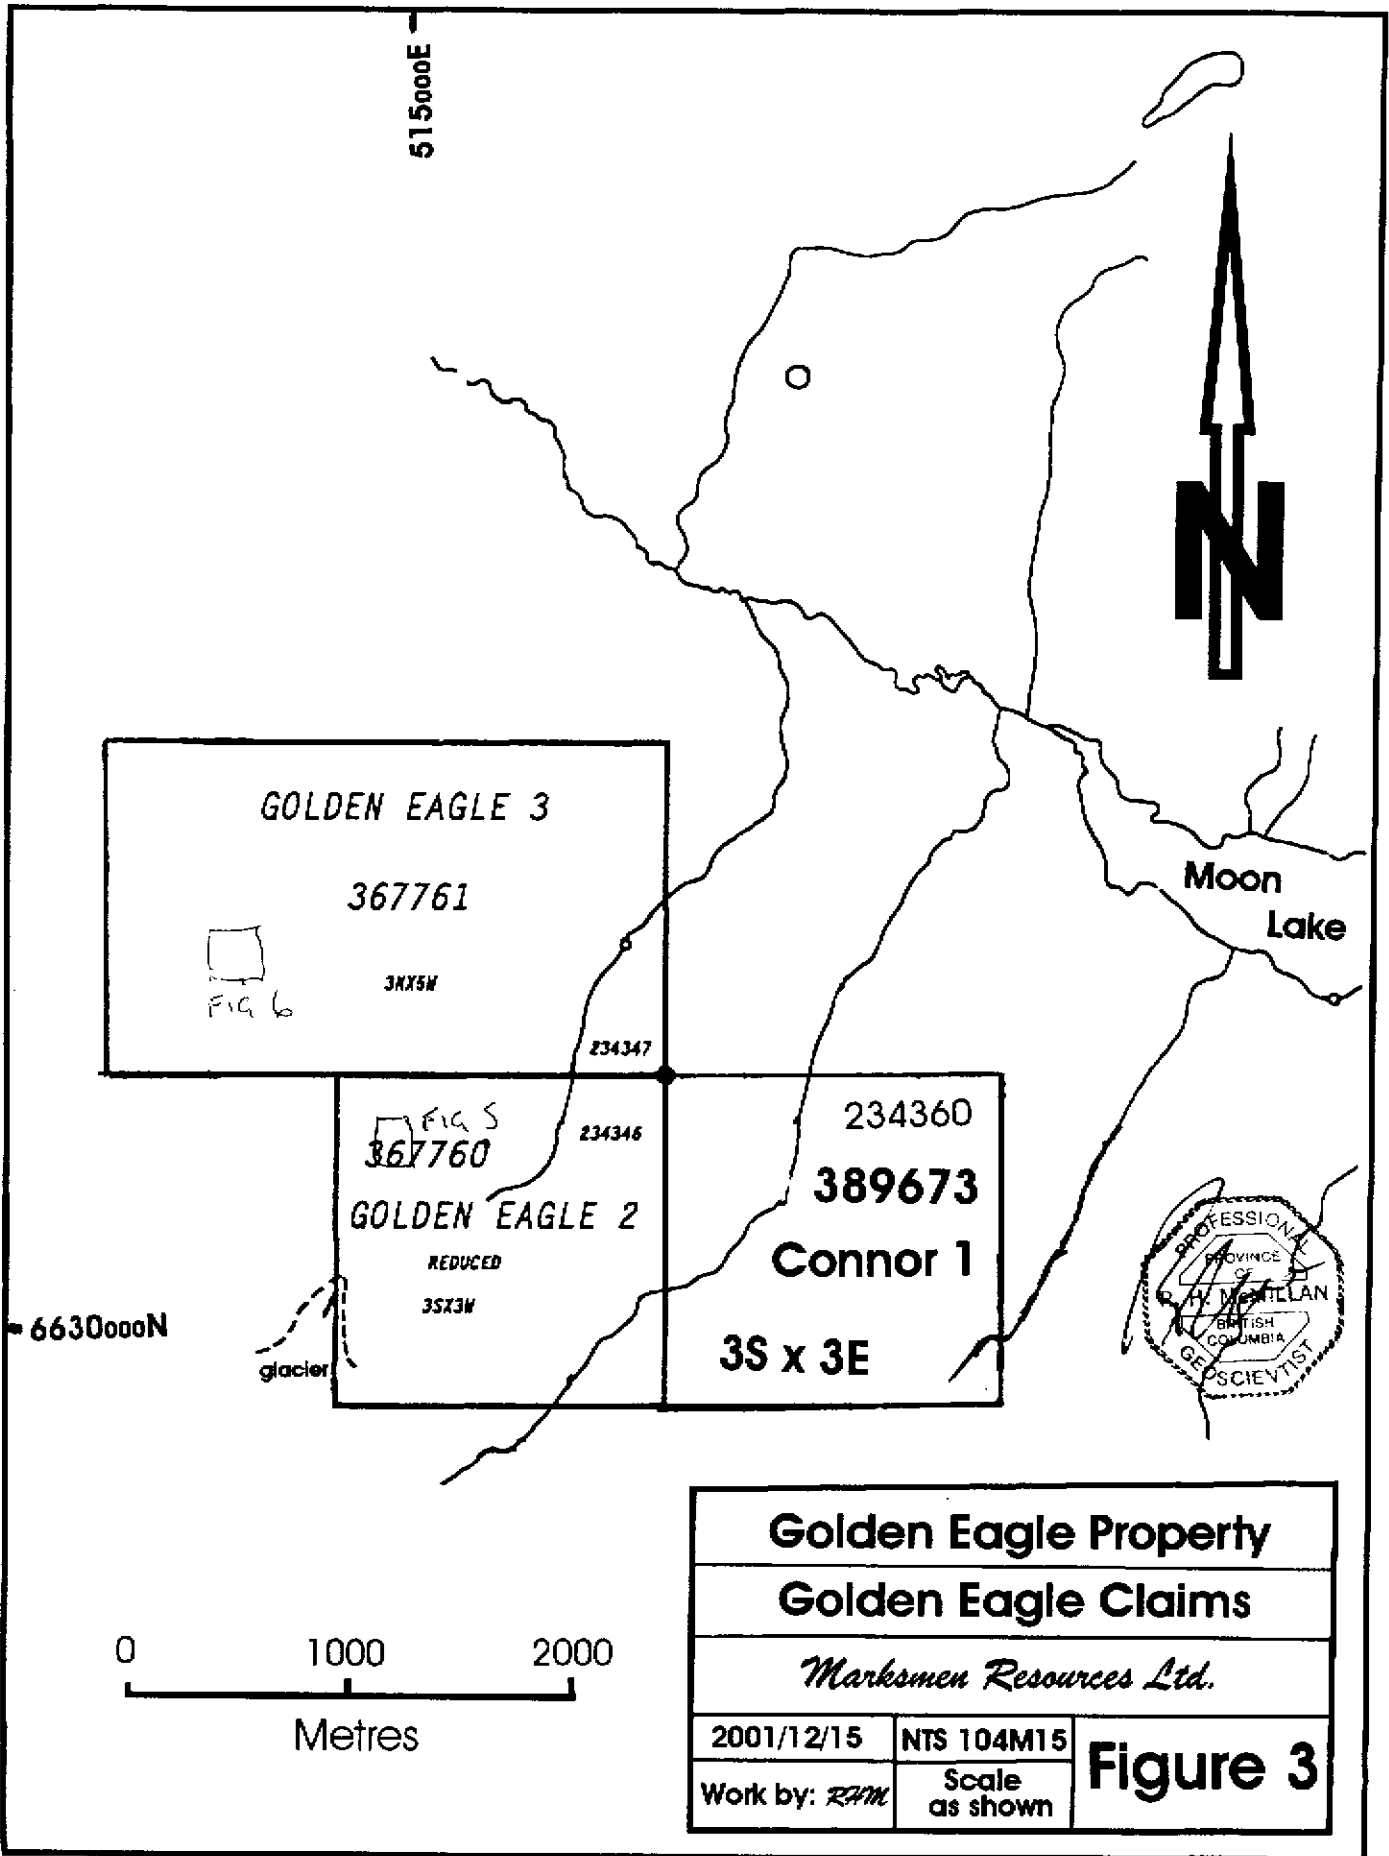 515000E
N
GOLDEN EAGLE 3
367761
3NX5W
FIG 6
234347
Moon
Lake
FIG 5
367760
234346
GOLDEN EAGLE 2
REDUCED
3SX3W
234360
389673
Connor 1
3S x 3E
6630000N
glacier
PROFESSIONAL
PROVINCE
OF
R. H. McMILLAN
BRITISH
COLUMBIA
GEOSCIENTIST
Golden Eagle Property
Golden Eagle Claims
Marksmen Resources Ltd.
2001/12/15
NTS 104M15
Figure 3
Work by: RHM
Scale
as shown
0 1000 2000
Metres